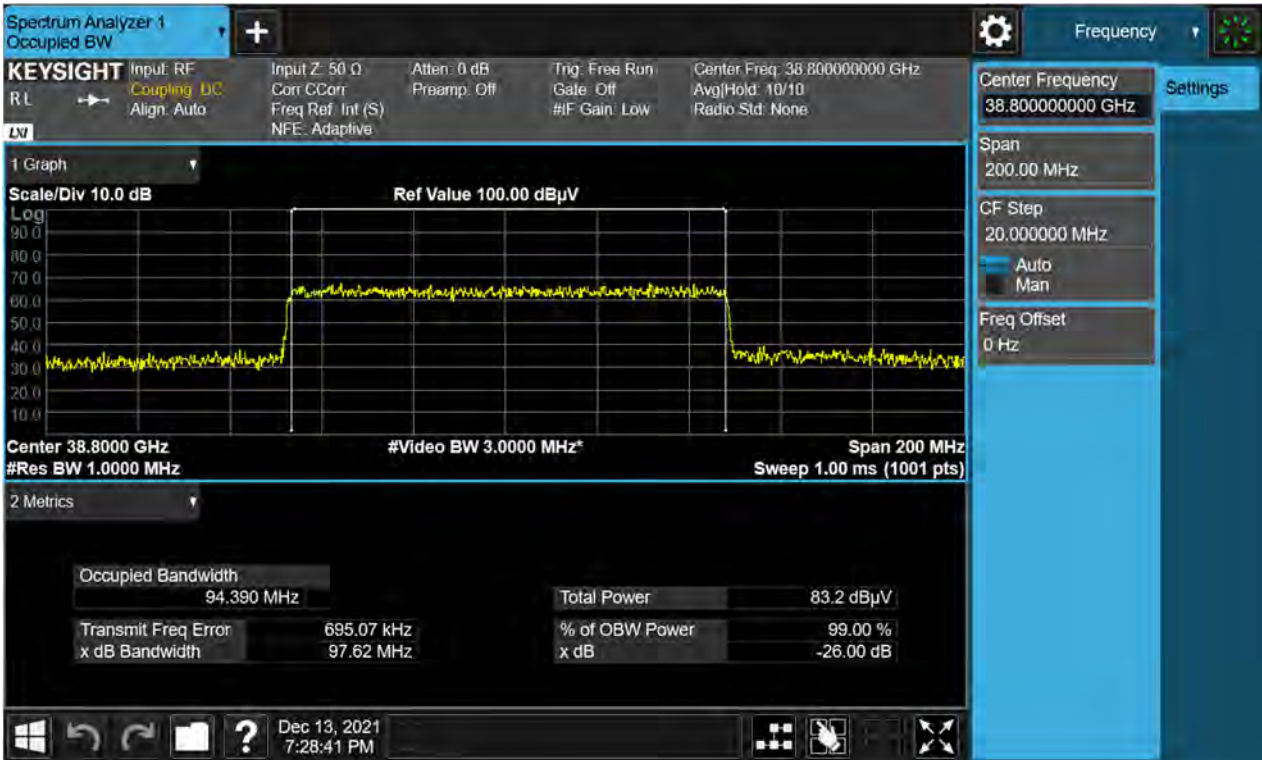 Spectrum Analyzer 1
Occupied BW
+
Frequency
KEYSIGHT
R L
LXI
Input: RF
Coupling: DC
Align: Auto
Input Z: 50 Ω
Corr CCorr
Freq Ref: Int (S)
NFE: Adaptive
Atten: 0 dB
Preamp: Off
Trig: Free Run
Gate: Off
#IF Gain: Low
Center Freq: 38.800000000 GHz
Avg|Hold: 10/10
Radio Std: None
Center Frequency
38.800000000 GHz
Settings
Span
200.00 MHz
CF Step
20.000000 MHz
Auto
Man
Freq Offset
0 Hz
1 Graph
Scale/Div 10.0 dB
Ref Value 100.00 dBµV
Log
90.0
80.0
70.0
60.0
50.0
40.0
30.0
20.0
10.0
Center 38.8000 GHz
#Video BW 3.0000 MHz*
Span 200 MHz
#Res BW 1.0000 MHz
Sweep 1.00 ms (1001 pts)
2 Metrics
Occupied Bandwidth
94.390 MHz
Total Power 83.2 dBµV
Transmit Freq Error 695.07 kHz
% of OBW Power 99.00 %
x dB Bandwidth 97.62 MHz
x dB -26.00 dB
?
Dec 13, 2021
7:28:41 PM